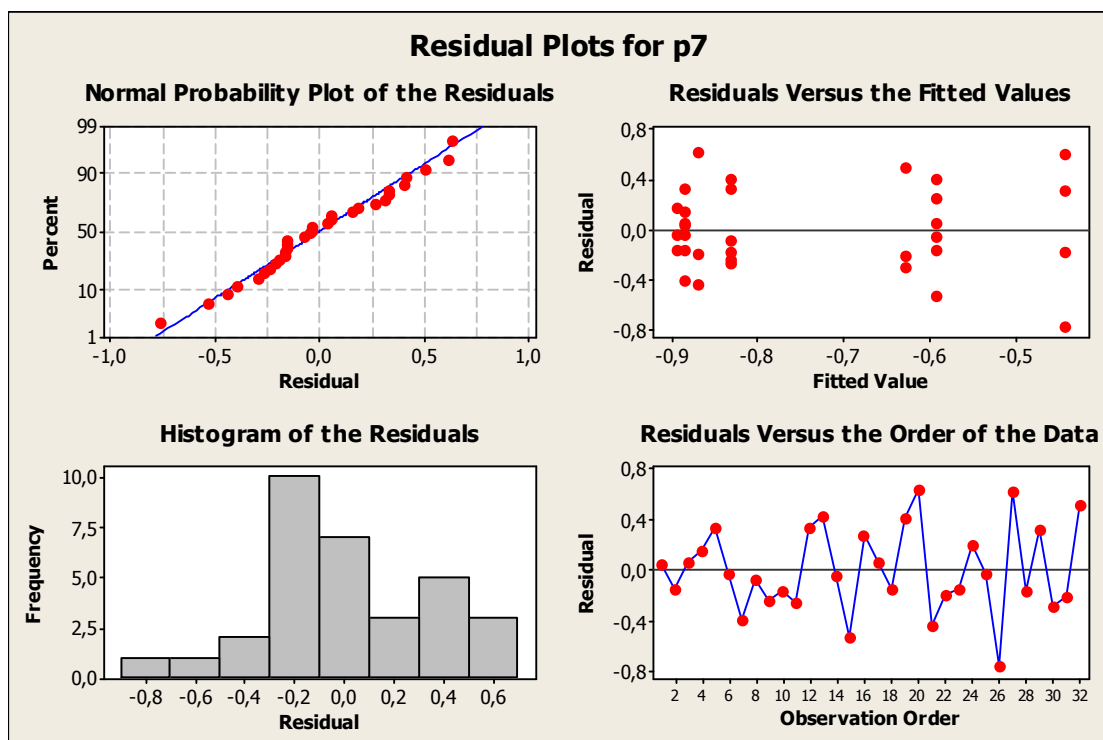 Residual Plots for p7
Normal Probability Plot of the Residuals
99
90
50
10
1
Percent
-1,0 -0,5 0,0 0,5 1,0
Residual
Residuals Versus the Fitted Values
0,8
0,4
0,0
-0,4
-0,8
Residual
-0,9 -0,8 -0,7 -0,6 -0,5
Fitted Value
Histogram of the Residuals
10,0
7,5
5,0
2,5
0,0
Frequency
-0,8 -0,6 -0,4 -0,2 0,0 0,2 0,4 0,6
Residual
Residuals Versus the Order of the Data
0,8
0,4
0,0
-0,4
-0,8
Residual
2 4 6 8 10 12 14 16 18 20 22 24 26 28 30 32
Observation Order